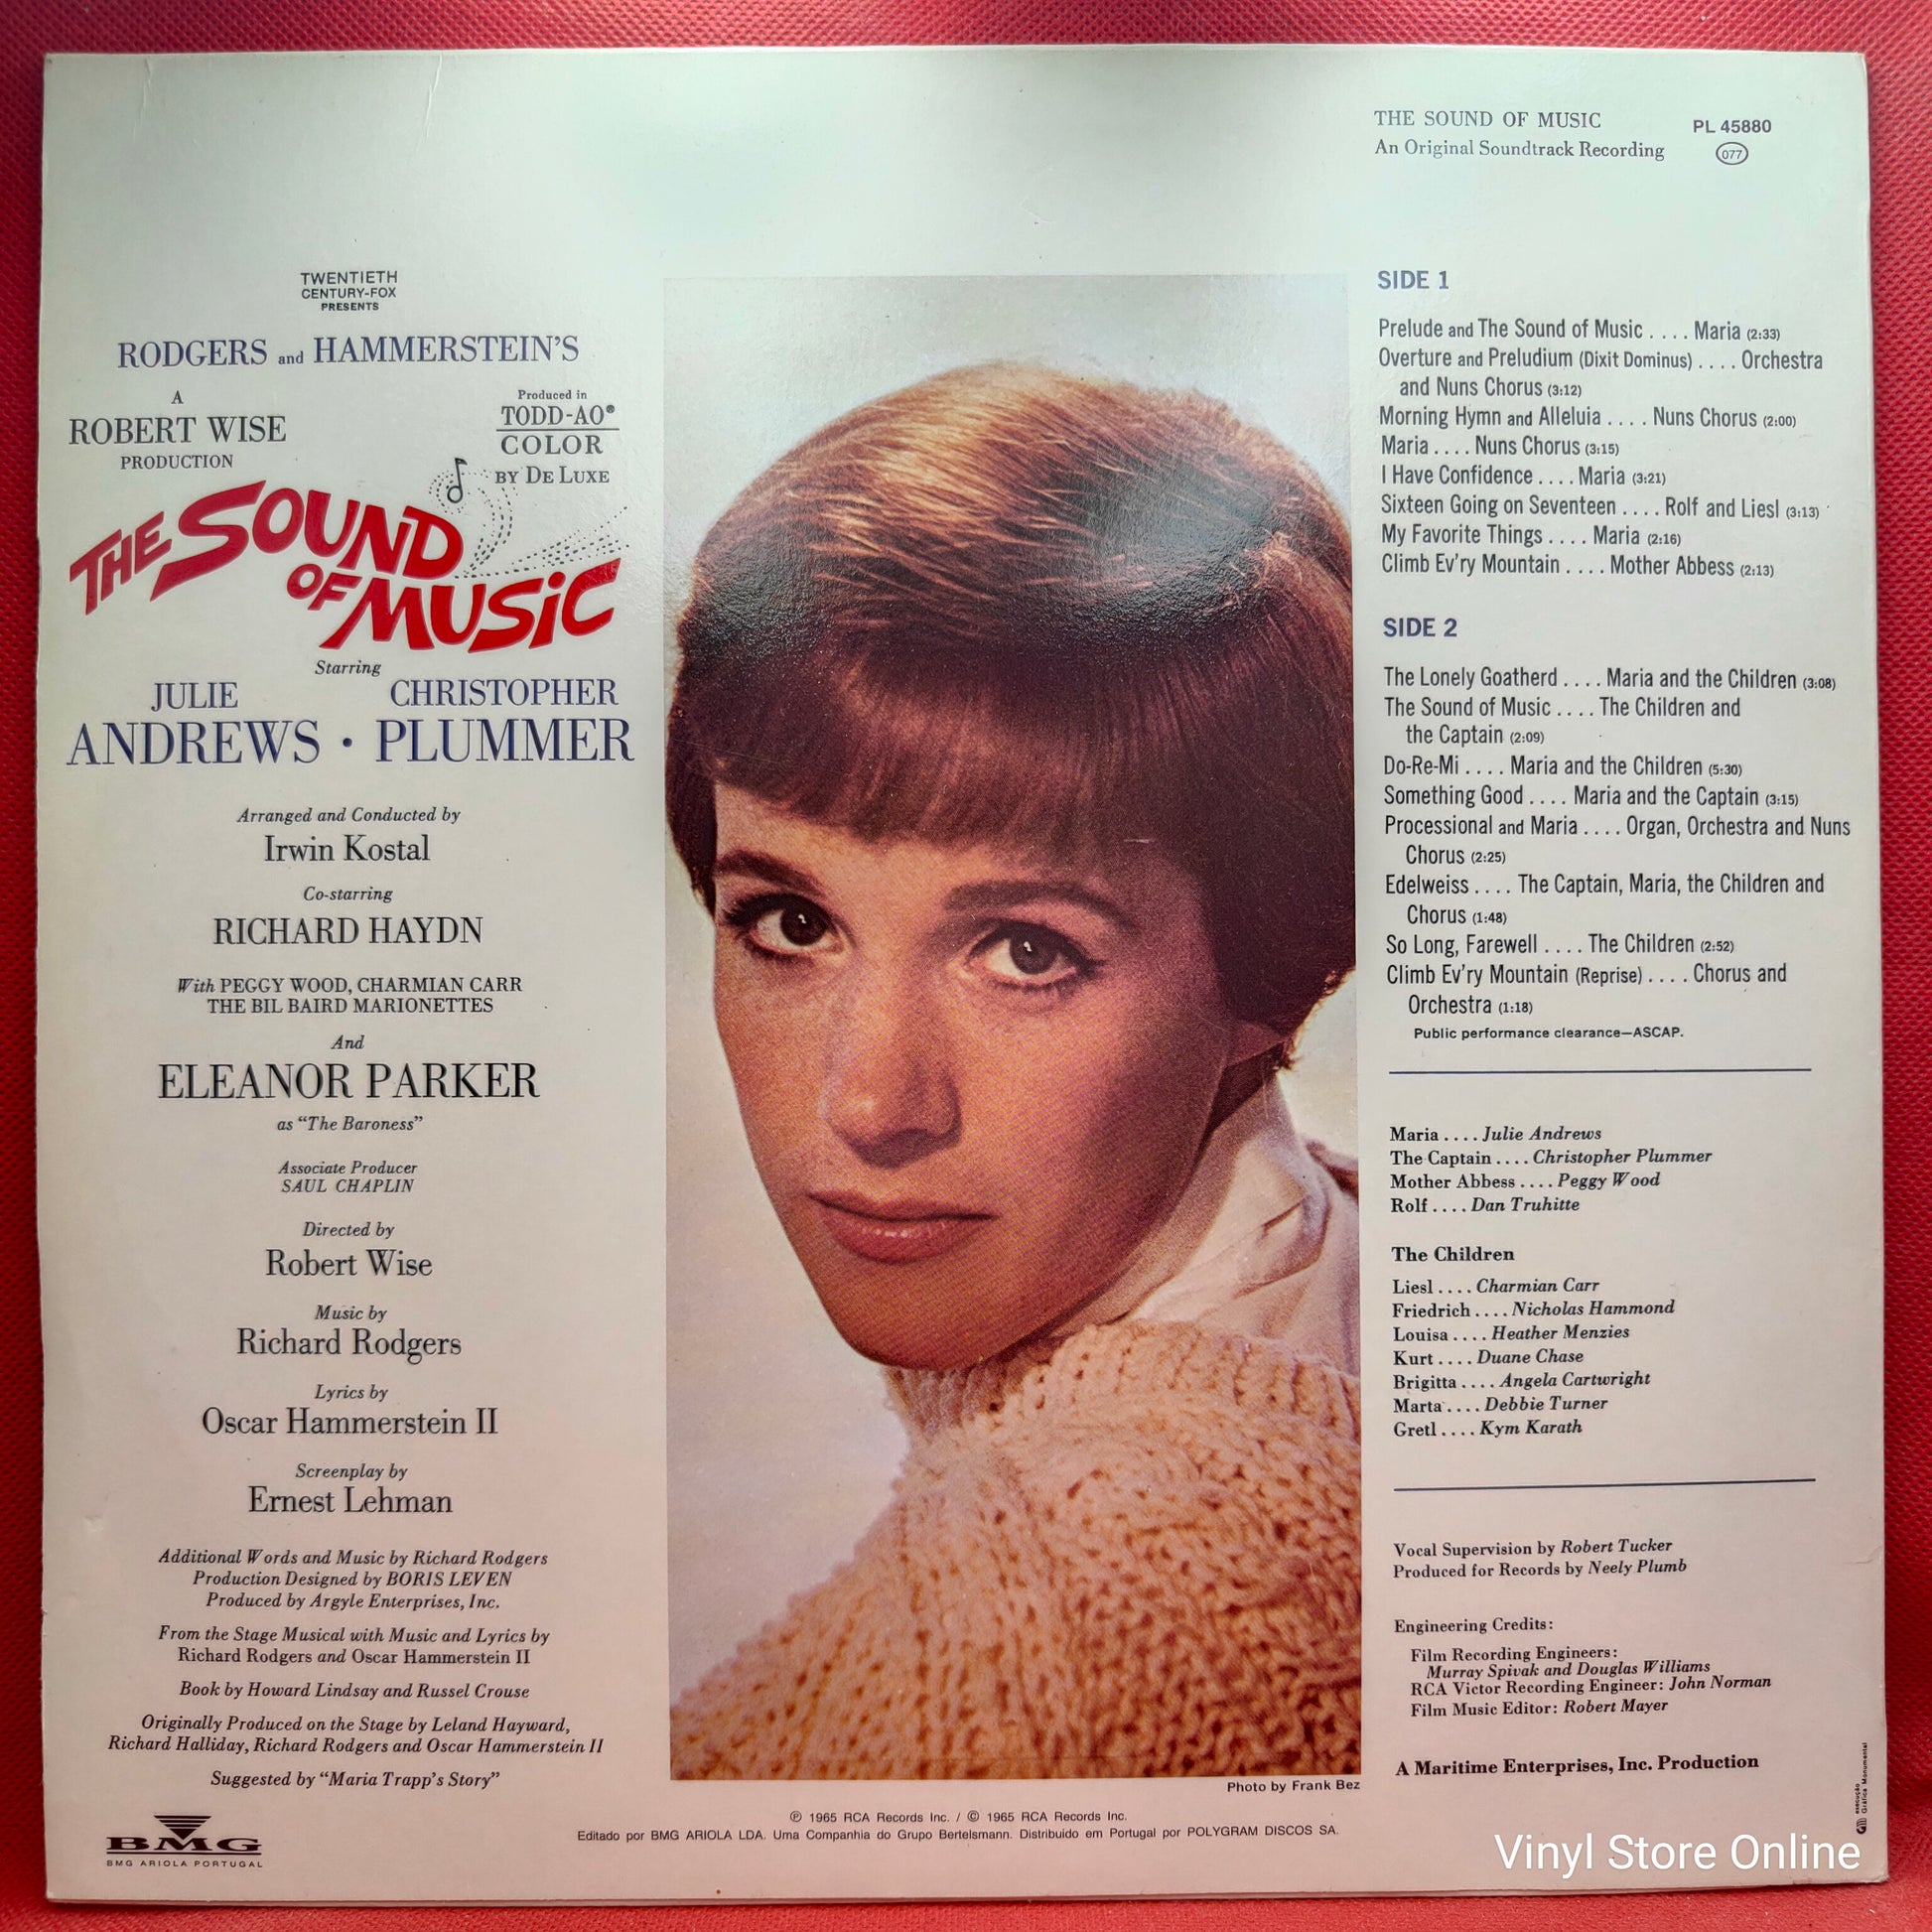 THE SOUND OF MUSIC
An Original Soundtrack Recording
PL 45880
077
TWENTIETH
CENTURY-FOX
PRESENTS
RODGERS and HAMMERSTEIN'S
A
ROBERT WISE
PRODUCTION
Produced in
TODD-AO®
COLOR
BY DE LUXE
THE SOUND
OF MUSIC
Starring
JULIE
ANDREWS •
CHRISTOPHER
PLUMMER
Arranged and Conducted by
Irwin Kostal
Co-starring
RICHARD HAYDN
With PEGGY WOOD, CHARMIAN CARR
THE BIL BAIRD MARIONETTES
And
ELEANOR PARKER
as “The Baroness”
Associate Producer
SAUL CHAPLIN
Directed by
Robert Wise
Music by
Richard Rodgers
Lyrics by
Oscar Hammerstein II
Screenplay by
Ernest Lehman
Additional Words and Music by Richard Rodgers
Production Designed by BORIS LEVEN
Produced by Argyle Enterprises, Inc.
From the Stage Musical with Music and Lyrics by
Richard Rodgers and Oscar Hammerstein II
Book by Howard Lindsay and Russel Crouse
Originally Produced on the Stage by Leland Hayward,
Richard Halliday, Richard Rodgers and Oscar Hammerstein II
Suggested by “Maria Trapp's Story”
BMG
BMG ARIOLA PORTUGAL
SIDE 1
Prelude and The Sound of Music . . . . Maria (2:33)
Overture and Preludium (Dixit Dominus) . . . . Orchestra
and Nuns Chorus (3:12)
Morning Hymn and Alleluia . . . . Nuns Chorus (2:00)
Maria . . . . Nuns Chorus (3:15)
I Have Confidence . . . . Maria (3:21)
Sixteen Going on Seventeen . . . . Rolf and Liesl (3:13)
My Favorite Things . . . . Maria (2:16)
Climb Ev'ry Mountain . . . . Mother Abbess (2:13)
SIDE 2
The Lonely Goatherd . . . . Maria and the Children (3:08)
The Sound of Music . . . . The Children and
the Captain (2:09)
Do-Re-Mi . . . . Maria and the Children (5:30)
Something Good . . . . Maria and the Captain (3:15)
Processional and Maria . . . . Organ, Orchestra and Nuns
Chorus (2:25)
Edelweiss . . . . The Captain, Maria, the Children and
Chorus (1:48)
So Long, Farewell . . . . The Children (2:52)
Climb Ev'ry Mountain (Reprise) . . . . Chorus and
Orchestra (1:18)
Public performance clearance—ASCAP.
Maria . . . . Julie Andrews
The Captain . . . . Christopher Plummer
Mother Abbess . . . . Peggy Wood
Rolf . . . . Dan Truhitte
The Children
Liesl . . . . Charmian Carr
Friedrich . . . . Nicholas Hammond
Louisa . . . . Heather Menzies
Kurt . . . . Duane Chase
Brigitta . . . . Angela Cartwright
Marta . . . . Debbie Turner
Gretl . . . . Kym Karath
Vocal Supervision by Robert Tucker
Produced for Records by Neely Plumb
Engineering Credits:
Film Recording Engineers:
Murray Spivak and Douglas Williams
RCA Victor Recording Engineer: John Norman
Film Music Editor: Robert Mayer
A Maritime Enterprises, Inc. Production
execução
Gráfica Monumental
Photo by Frank Bez
℗ 1965 RCA Records Inc. / © 1965 RCA Records Inc.
Editado por BMG ARIOLA LDA. Uma Companhia do Grupo Bertelsmann. Distribuido em Portugal por POLYGRAM DISCOS SA.
Vinyl Store Online